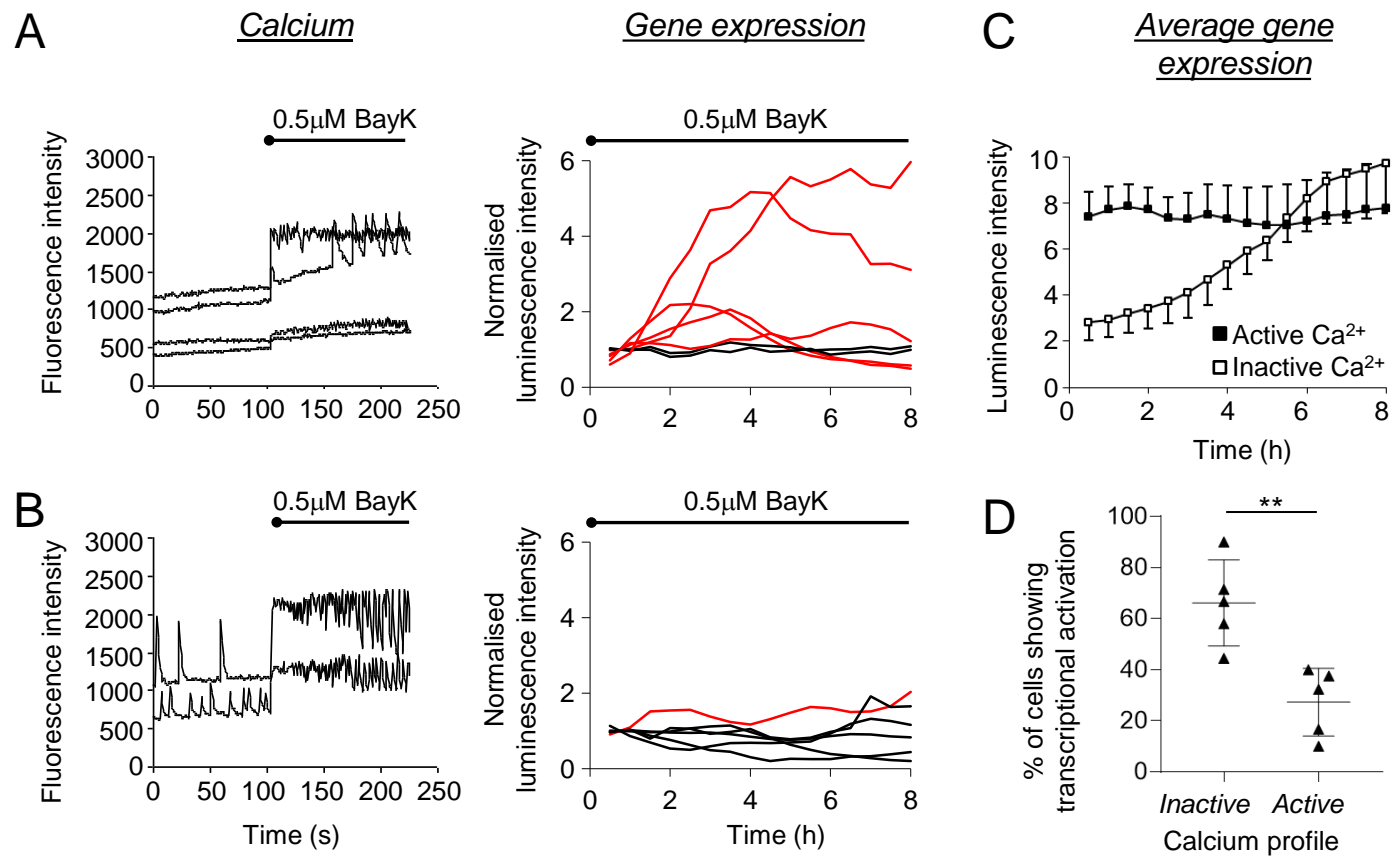 A
Calcium
Gene expression
C
Average gene
expression
0.5µM BayK
Fluorescence intensity
3000
2500
2000
1500
1000
500
0
0 50 100 150 200 250
0.5µM BayK
Normalised
luminescence intensity
6
4
2
0
0 2 4 6 8
Luminescence intensity
10
8
6
4
2
0
Active Ca²⁺
Inactive Ca²⁺
0 2 4 6 8
Time (h)
B
0.5µM BayK
Fluorescence intensity
3000
2500
2000
1500
1000
500
0
0 50 100 150 200 250
Time (s)
0.5µM BayK
Normalised
luminescence intensity
6
4
2
0
0 2 4 6 8
Time (h)
D
% of cells showing
transcriptional activation
100
80
60
40
20
0
**
Inactive Active
Calcium profile